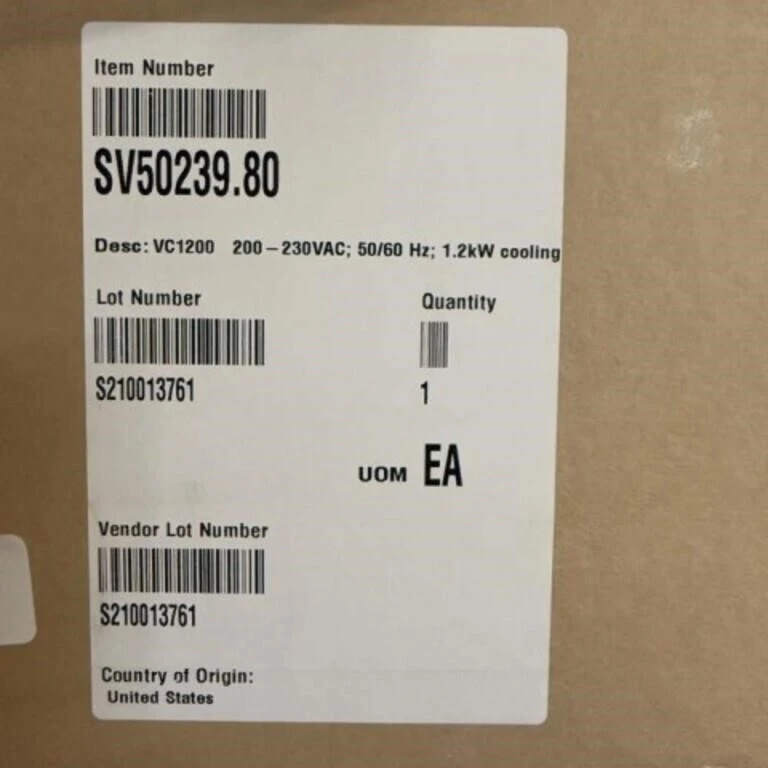 Item Number
SV50239.80
Desc: VC1200 200-230VAC; 50/60 Hz; 1.2kW cooling
Lot Number
Quantity
S210013761
1
UOM EA
Vendor Lot Number
S210013761
Country of Origin:
United States